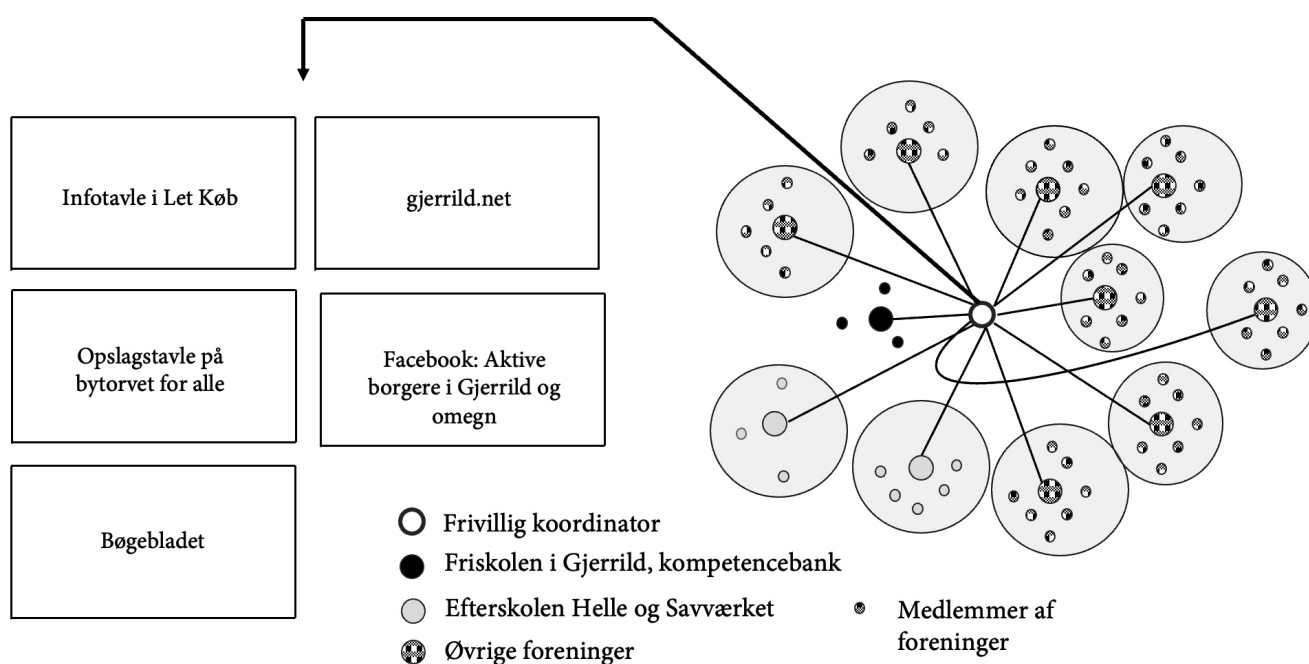 Infotavle i Let Køb
gjerrild.net
Opslagstavle på
bytorvet for alle
Facebook: Aktive
borgere i Gjerrild og
omegn
Bøgebladet
Frivillig koordinator
Friskolen i Gjerrild, kompetencebank
Efterskolen Helle og Savværket
Øvrige foreninger
Medlemmer af
foreninger